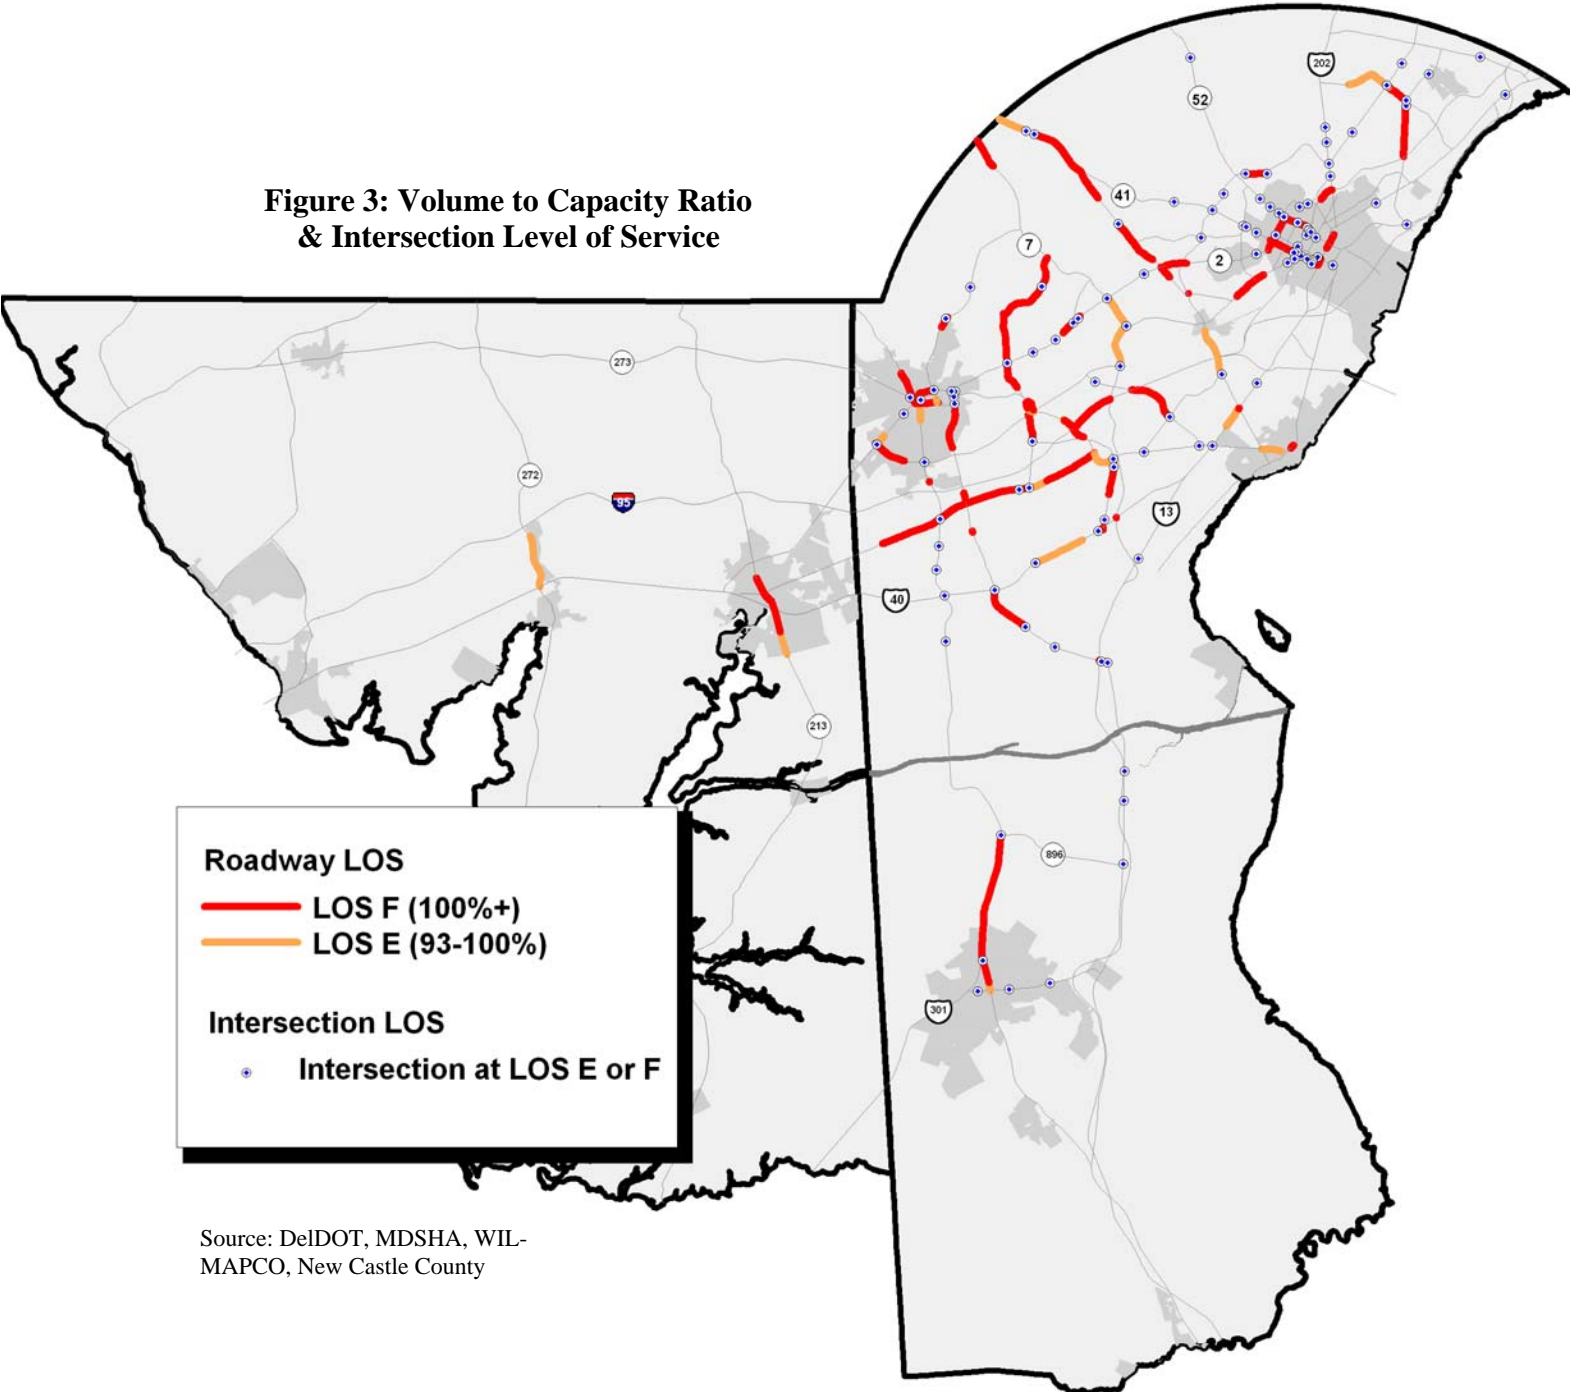 Figure 3: Volume to Capacity Ratio
& Intersection Level of Service
202
52
41
7
2
273
272
95
13
40
213
896
301
Roadway LOS
LOS F (100%+)
LOS E (93-100%)
Intersection LOS
Intersection at LOS E or F
Source: DelDOT, MDSHA, WIL-
MAPCO, New Castle County